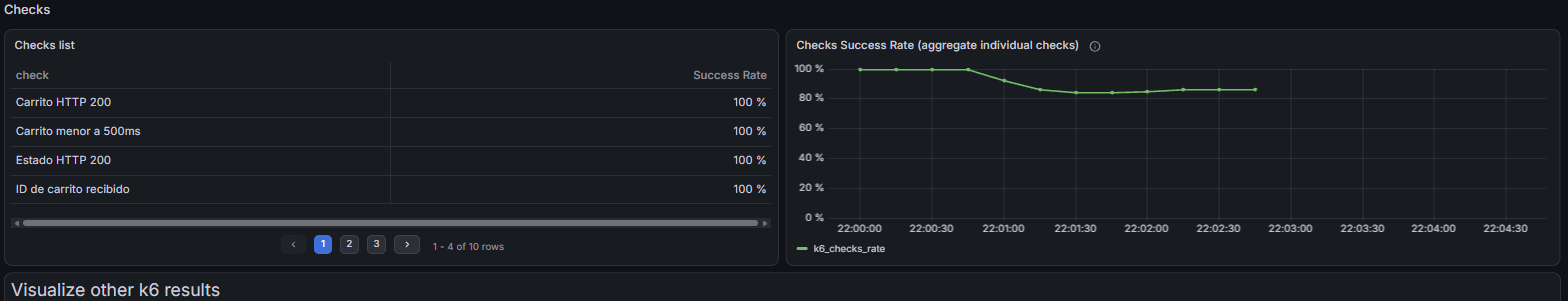 Checks
Checks list
check Success Rate
Carrito HTTP 200 100 %
Carrito menor a 500ms 100 %
Estado HTTP 200 100 %
ID de carrito recibido 100 %
1 2 3 1 - 4 of 10 rows
Checks Success Rate (aggregate individual checks)
100 %
80 %
60 %
40 %
20 %
0 %
22:00:00 22:00:30 22:01:00 22:01:30 22:02:00 22:02:30 22:03:00 22:03:30 22:04:00 22:04:30
k6_checks_rate
Visualize other k6 results